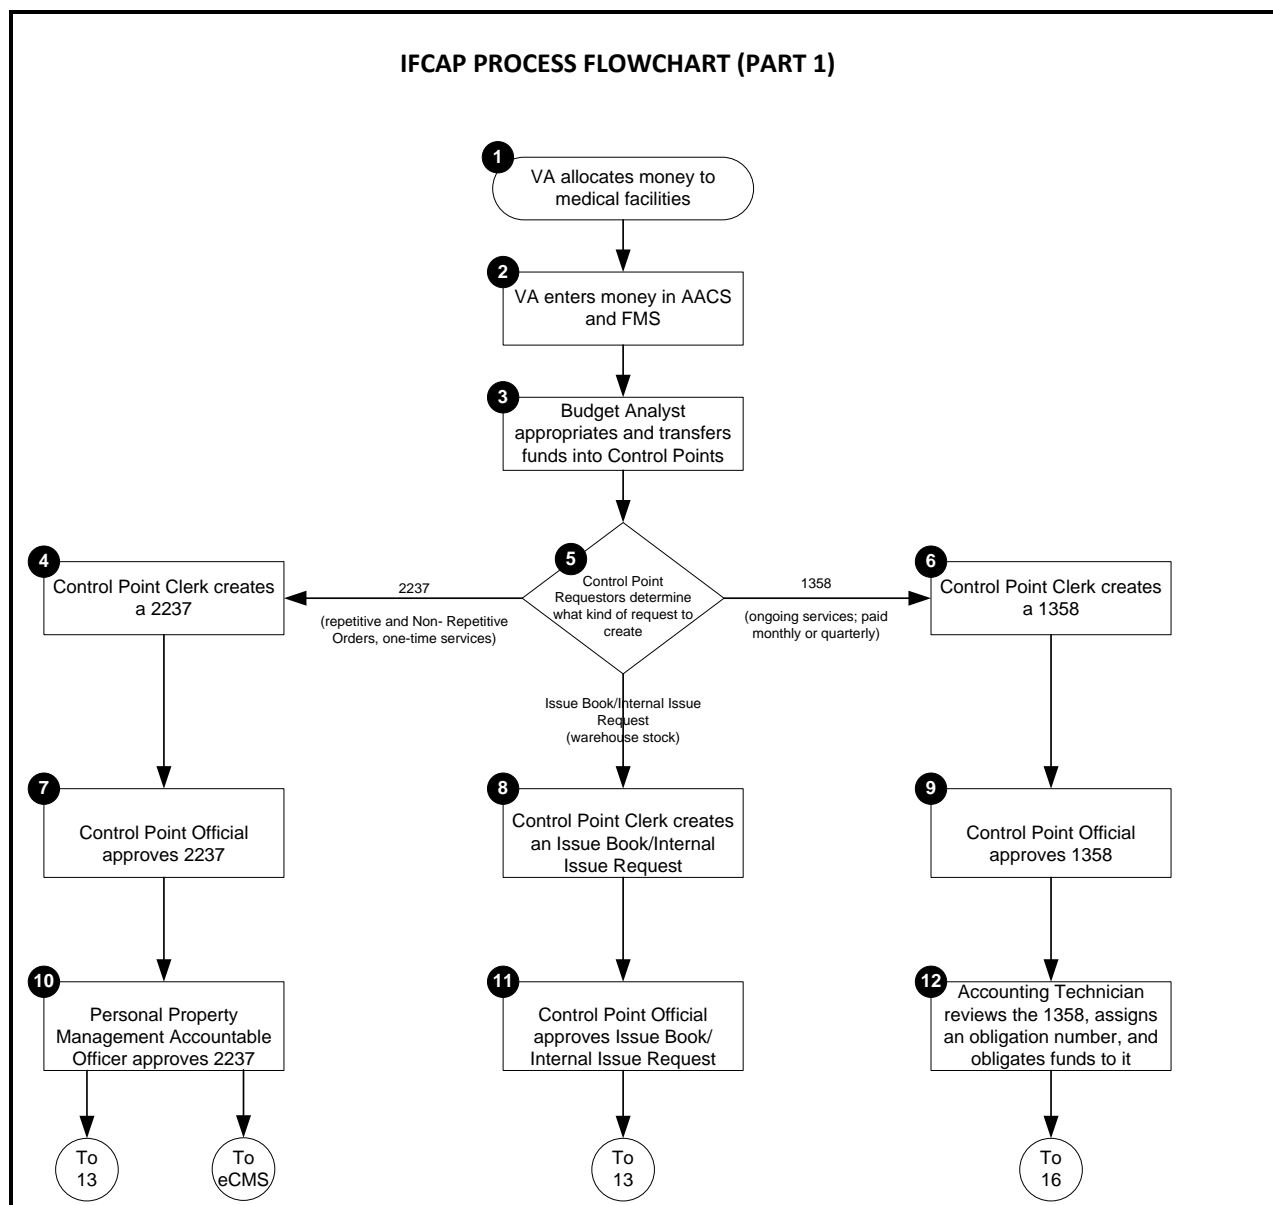 IFCAP PROCESS FLOWCHART (PART 1)
1
VA allocates money to
medical facilities
2
VA enters money in AACS
and FMS
3
Budget Analyst
appropriates and transfers
funds into Control Points
4
Control Point Clerk creates
a 2237
2237
(repetitive and Non- Repetitive
Orders, one-time services)
5
Control Point
Requestors determine
what kind of request to
create
1358
(ongoing services; paid
monthly or quarterly)
6
Control Point Clerk creates
a 1358
Issue Book/Internal Issue
Request
(warehouse stock)
7
Control Point Official
approves 2237
8
Control Point Clerk creates
an Issue Book/Internal
Issue Request
9
Control Point Official
approves 1358
10
Personal Property
Management Accountable
Officer approves 2237
11
Control Point Official
approves Issue Book/
Internal Issue Request
12
Accounting Technician
reviews the 1358, assigns
an obligation number, and
obligates funds to it
To
13
To
eCMS
To
13
To
16